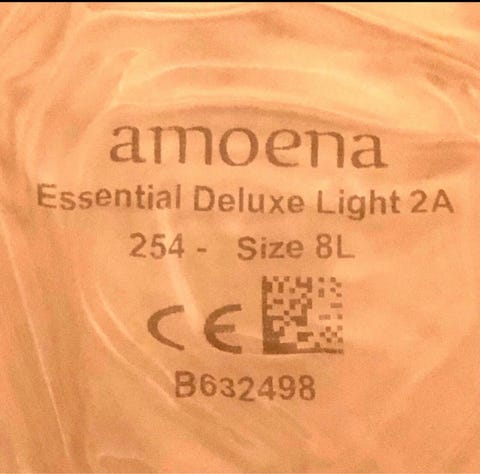 amoena
Essential Deluxe Light 2A
254 - Size 8L
CE
B632498